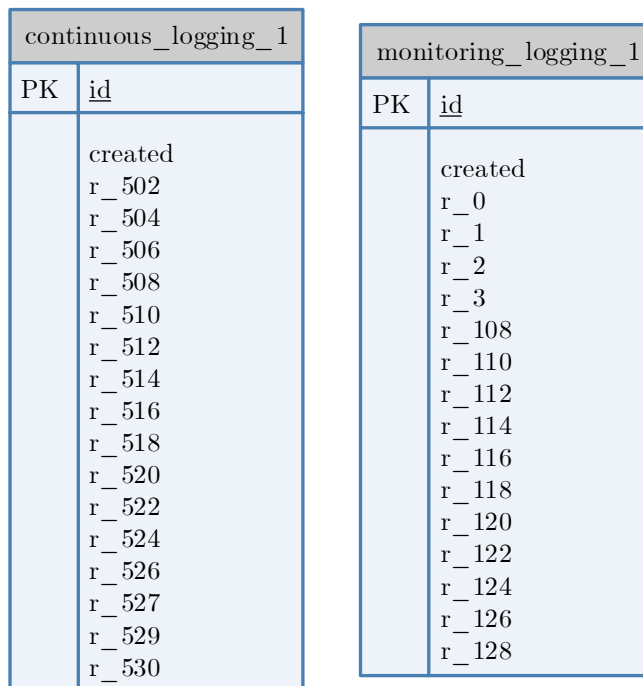 continuous_logging_1
PK id
created
r_502
r_504
r_506
r_508
r_510
r_512
r_514
r_516
r_518
r_520
r_522
r_524
r_526
r_527
r_529
r_530
monitoring_logging_1
PK id
created
r_0
r_1
r_2
r_3
r_108
r_110
r_112
r_114
r_116
r_118
r_120
r_122
r_124
r_126
r_128